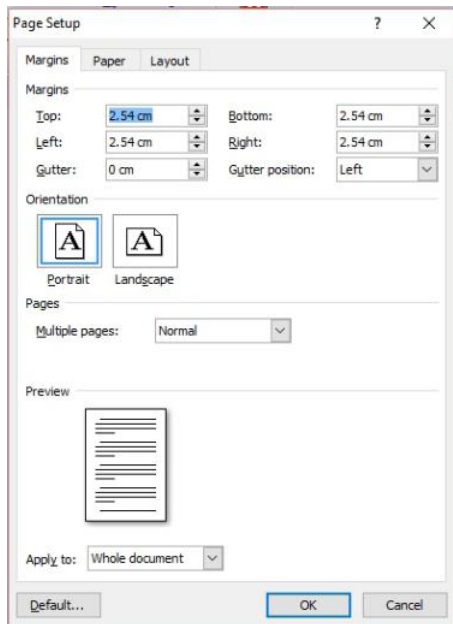 Page Setup ? ×
Margins Paper Layout
Margins
Top: 2.54 cm Bottom: 2.54 cm
Left: 2.54 cm Right: 2.54 cm
Gutter: 0 cm Gutter position: Left
Orientation
A A
Portrait Landscape
Pages
Multiple pages: Normal
Preview
Apply to: Whole document
Default... OK Cancel